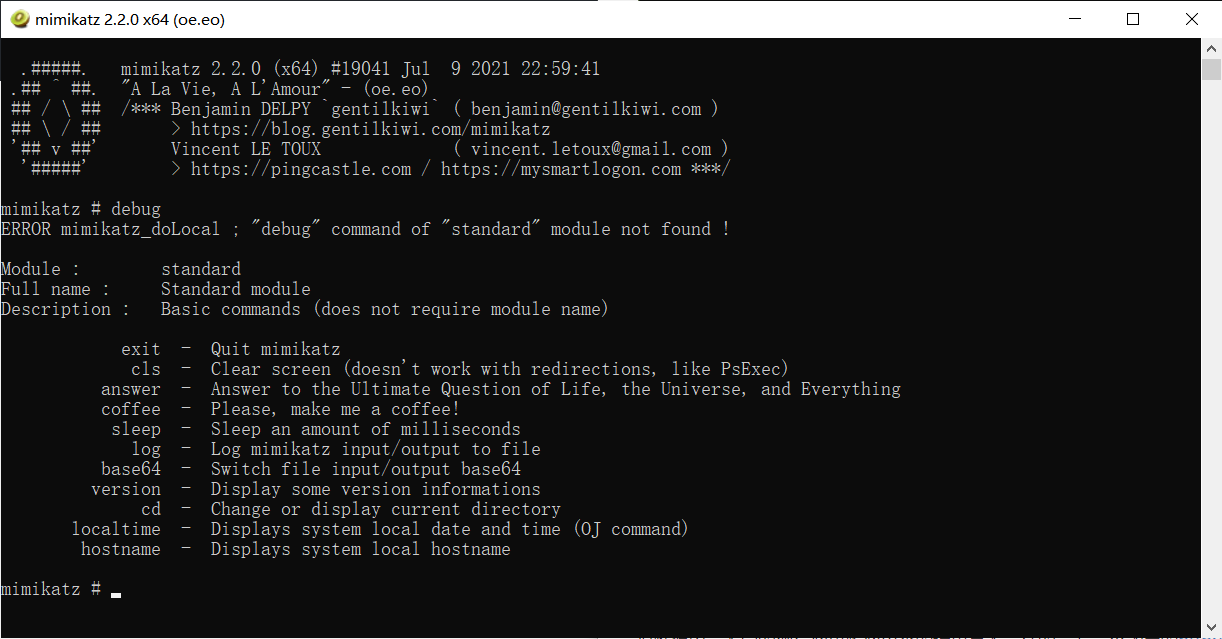 mimikatz 2.2.0 x64 (oe.eo)
.#####.   mimikatz 2.2.0 (x64) #19041 Jul  9 2021 22:59:41
.## ^ ##.  "A La Vie, A L'Amour" - (oe.eo)
## / \ ##  /*** Benjamin DELPY `gentilkiwi` ( benjamin@gentilkiwi.com )
## \ / ##       > https://blog.gentilkiwi.com/mimikatz
'## v ##'       Vincent LE TOUX             ( vincent.letoux@gmail.com )
'#####'        > https://pingcastle.com / https://mysmartlogon.com ***/
mimikatz # debug
ERROR mimikatz_doLocal ; "debug" command of "standard" module not found !
Module :        standard
Full name :     Standard module
Description :   Basic commands (does not require module name)
exit  -  Quit mimikatz
cls  -  Clear screen (doesn't work with redirections, like PsExec)
answer  -  Answer to the Ultimate Question of Life, the Universe, and Everything
coffee  -  Please, make me a coffee!
sleep  -  Sleep an amount of milliseconds
log  -  Log mimikatz input/output to file
base64  -  Switch file input/output base64
version  -  Display some version informations
cd  -  Change or display current directory
localtime  -  Displays system local date and time (OJ command)
hostname  -  Displays system local hostname
mimikatz #